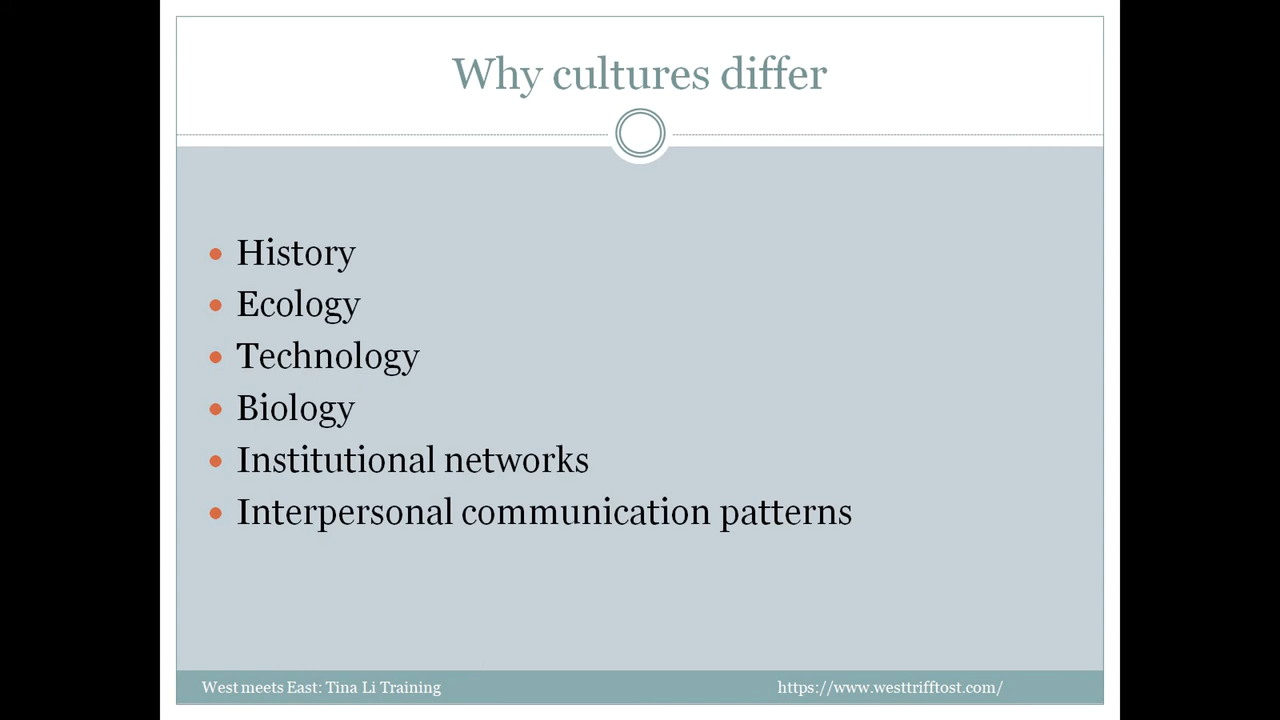 Why cultures differ
History
Ecology
Technology
Biology
Institutional networks
Interpersonal communication patterns
West meets East: Tina Li Training
https://www.westtrifftost.com/